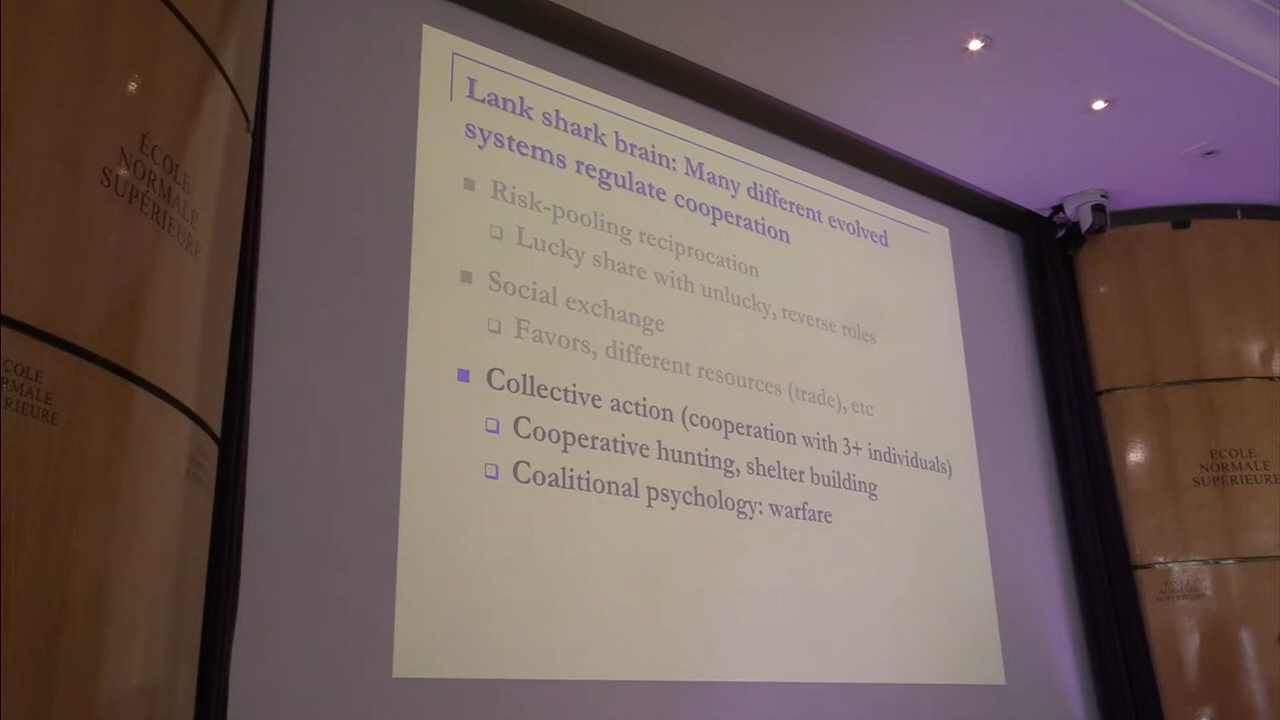 ÉCOLE
NORMALE
SUPÉRIEURE
COLE
RMALE
RIEURE
Lank shark brain: Many different evolved
systems regulate cooperation
Risk-pooling reciprocation
Lucky share with unlucky, reverse roles
Social exchange
Favors, different resources (trade), etc
Collective action (cooperation with 3+ individuals)
Cooperative hunting, shelter building
Coalitional psychology: warfare
ÉCOLE
NORMALE
SUPÉRIEURE